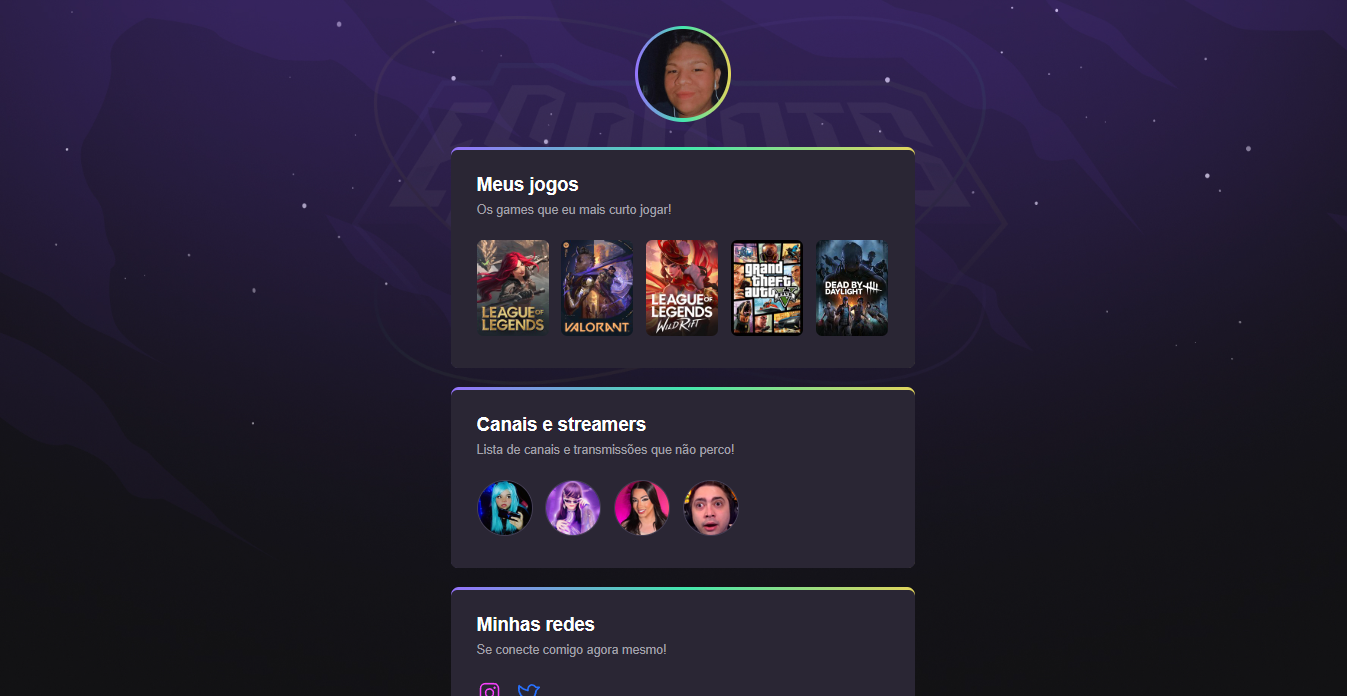 ESPORTS
Meus jogos
Os games que eu mais curto jogar!
LEAGUE OF
LEGENDS
VALORANT
LEAGUE OF
LEGENDS
WILD RIFT
grand
theft
auto
V
DEAD BY
DAYLIGHT
Canais e streamers
Lista de canais e transmissões que não perco!
Minhas redes
Se conecte comigo agora mesmo!